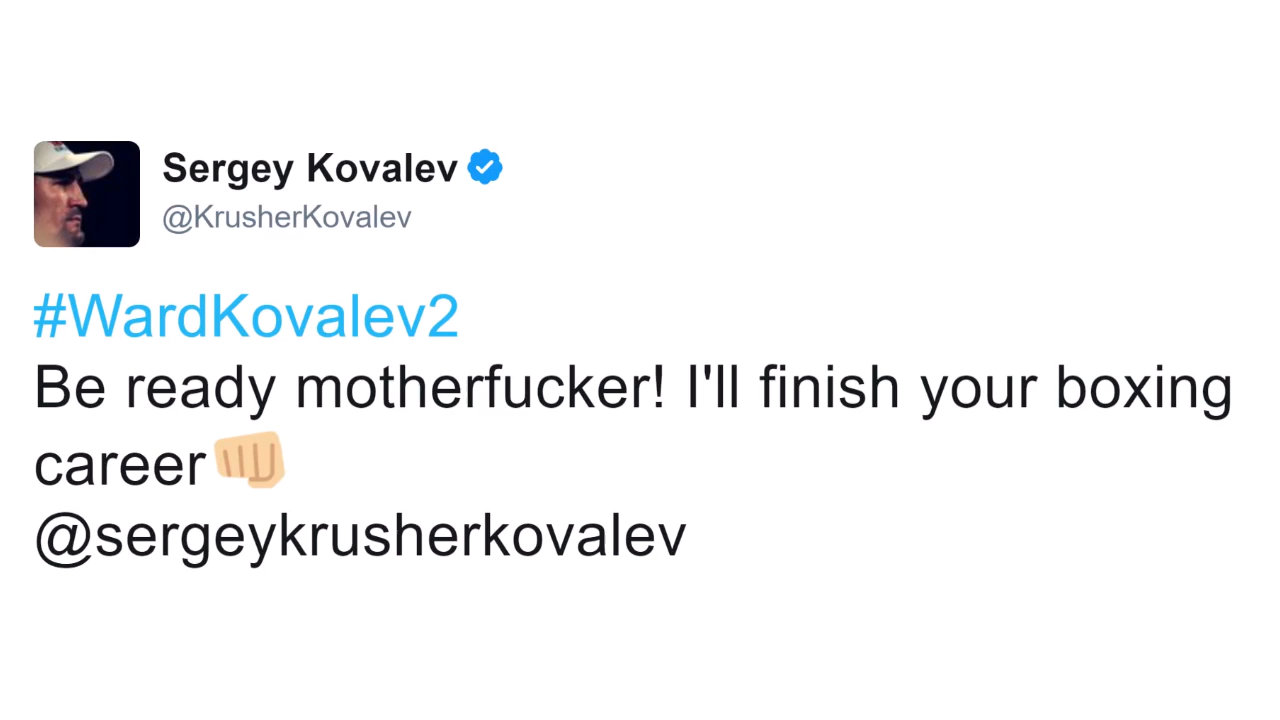 Sergey Kovalev
@KrusherKovalev
#WardKovalev2
Be ready motherfucker! I'll finish your boxing
career👊🏼
@sergeykrusherkovalev